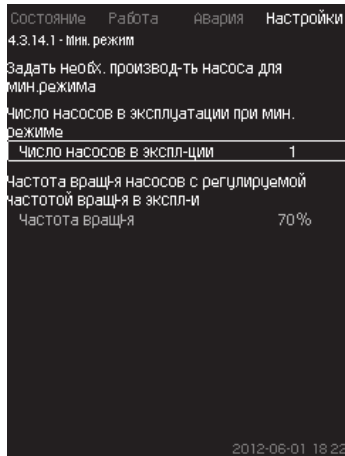 Состояние Работа Авария Настройки
4.3.14.1 - Мин. режим
Задать необх. производ-ть насоса для
мин.режима
Число насосов в эксплуатации при мин.
режиме
Число насосов в экспл-ции 1
Частота вращ-я насосов с регулируемой
частотой вращ-я в экспл-и
Частота вращ-я 70%
2012-06-01 18:22